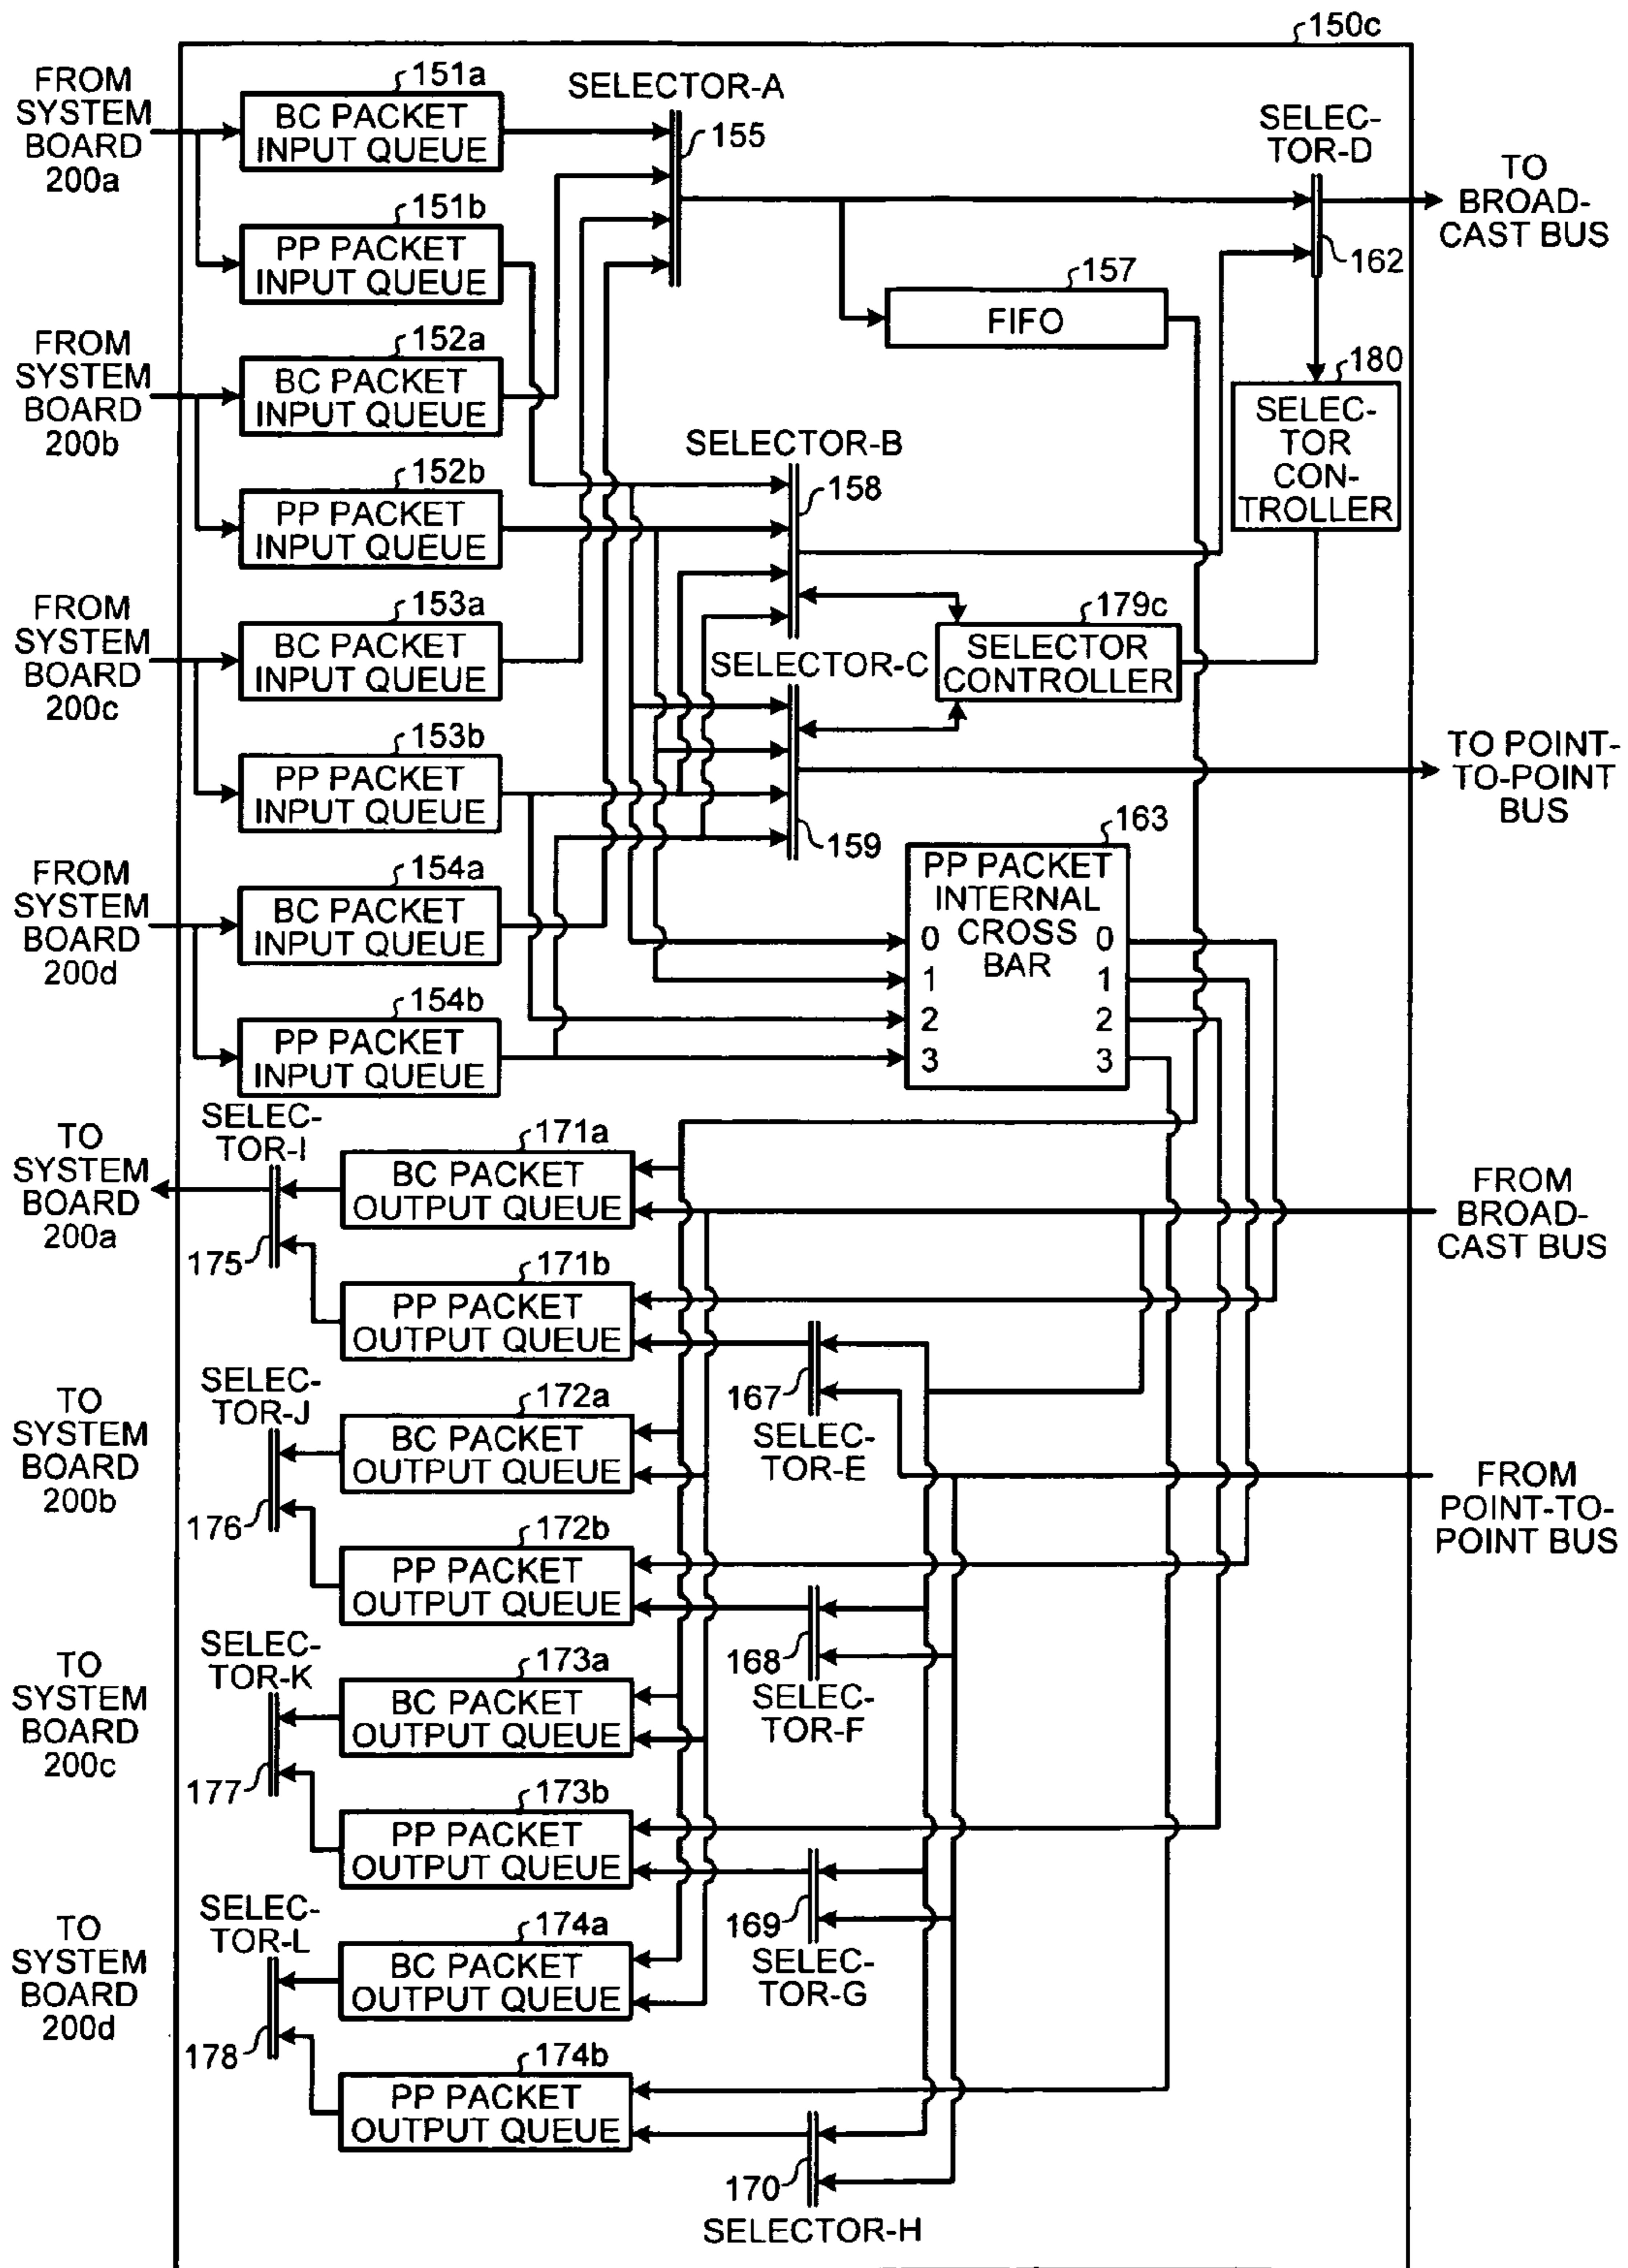 150c
FROM
SYSTEM
BOARD
200a
151a
BC PACKET
INPUT QUEUE
SELECTOR-A
155
SELEC-
TOR-D
162
TO
BROAD-
CAST BUS
151b
PP PACKET
INPUT QUEUE
157
FIFO
FROM
SYSTEM
BOARD
200b
152a
BC PACKET
INPUT QUEUE
180
SELEC-
TOR
CON-
TROLLER
152b
PP PACKET
INPUT QUEUE
SELECTOR-B
158
FROM
SYSTEM
BOARD
200c
153a
BC PACKET
INPUT QUEUE
179c
SELECTOR
CONTROLLER
SELECTOR-C
159
153b
PP PACKET
INPUT QUEUE
TO POINT-
TO-POINT
BUS
FROM
SYSTEM
BOARD
200d
154a
BC PACKET
INPUT QUEUE
163
PP PACKET
INTERNAL
CROSS
BAR
0 0
1 1
2 2
3 3
154b
PP PACKET
INPUT QUEUE
TO
SYSTEM
BOARD
200a
SELEC-
TOR-I
175
171a
BC PACKET
OUTPUT QUEUE
FROM
BROAD-
CAST BUS
171b
PP PACKET
OUTPUT QUEUE
167
SELEC-
TOR-E
TO
SYSTEM
BOARD
200b
SELEC-
TOR-J
176
172a
BC PACKET
OUTPUT QUEUE
FROM
POINT-TO-
POINT BUS
172b
PP PACKET
OUTPUT QUEUE
168
SELEC-
TOR-F
TO
SYSTEM
BOARD
200c
SELEC-
TOR-K
177
173a
BC PACKET
OUTPUT QUEUE
173b
PP PACKET
OUTPUT QUEUE
169
SELEC-
TOR-G
TO
SYSTEM
BOARD
200d
SELEC-
TOR-L
178
174a
BC PACKET
OUTPUT QUEUE
174b
PP PACKET
OUTPUT QUEUE
170
SELECTOR-H